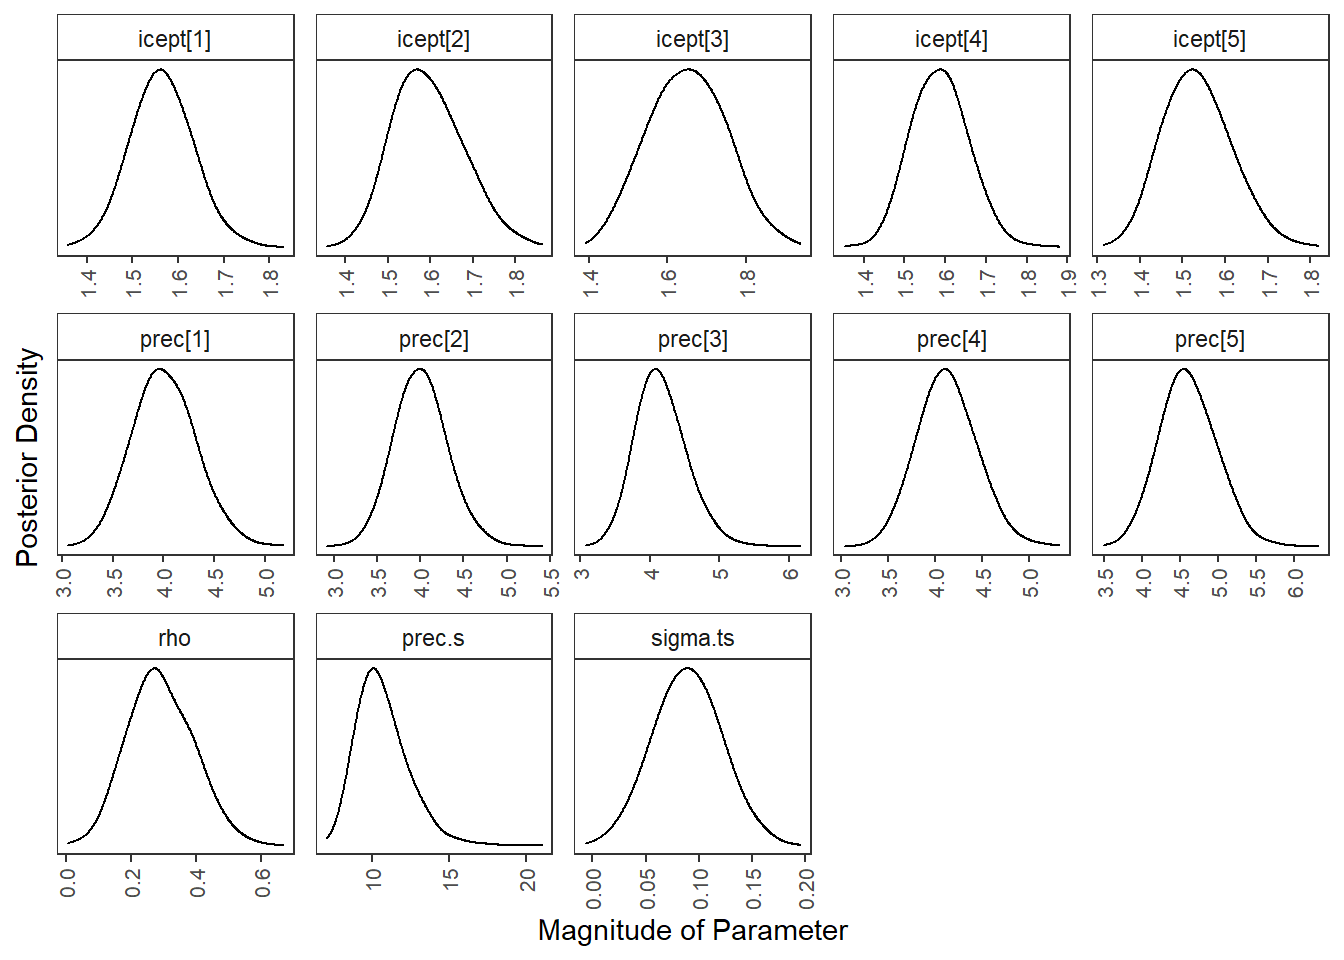 icept[1] icept[2] icept[3] icept[4] icept[5]
1.4 1.5 1.6 1.7 1.8 1.4 1.5 1.6 1.7 1.8 1.4 1.6 1.8 1.4 1.5 1.6 1.7 1.8 1.9 1.3 1.4 1.5 1.6 1.7 1.8
prec[1] prec[2] prec[3] prec[4] prec[5]
Posterior Density
3.0 3.5 4.0 4.5 5.0 3.0 3.5 4.0 4.5 5.0 5.5 3 4 5 6 3.0 3.5 4.0 4.5 5.0 3.5 4.0 4.5 5.0 5.5 6.0
rho prec.s sigma.ts
0.0 0.2 0.4 0.6 10 15 20 0.00 0.05 0.10 0.15 0.20
Magnitude of Parameter